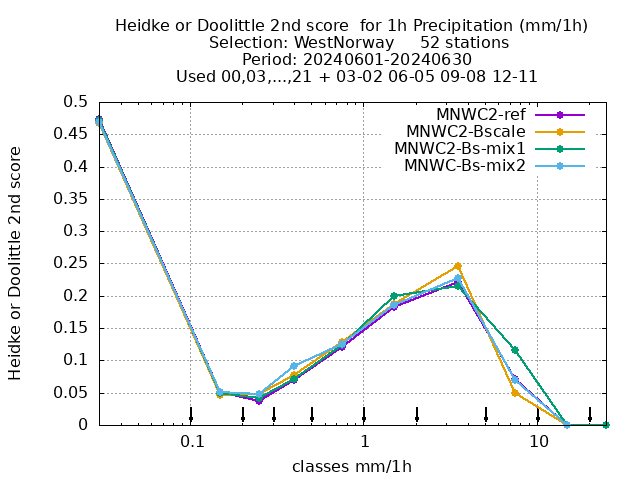 Heidke or Doolittle 2nd score  for 1h Precipitation (mm/1h)
Selection: WestNorway     52 stations
Period: 20240601-20240630
Used 00,03,...,21 + 03-02 06-05 09-08 12-11
MNWC2-ref
MNWC2-Bscale
MNWC2-Bs-mix1
MNWC-Bs-mix2
Heidke or Doolittle 2nd score
0.5
0.45
0.4
0.35
0.3
0.25
0.2
0.15
0.1
0.05
0
0.1
1
10
classes mm/1h